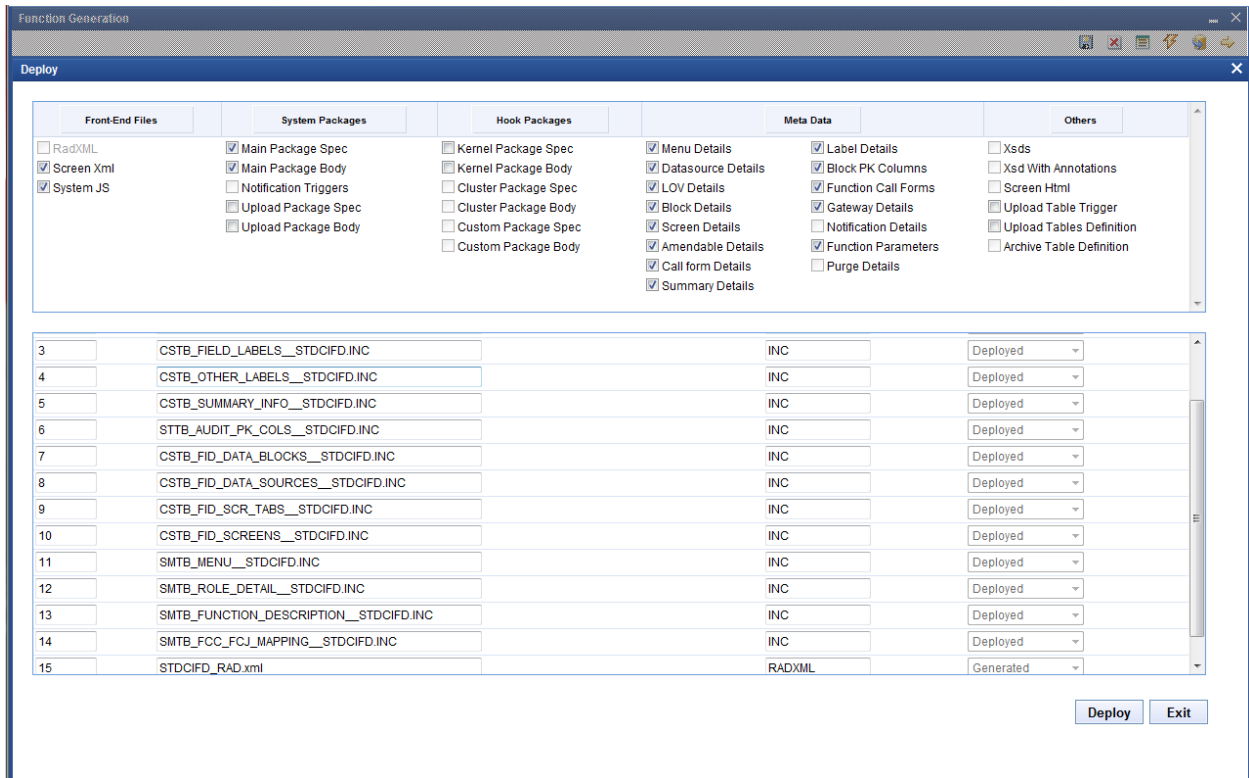 Function Generation
Deploy
Front-End Files System Packages Hook Packages Meta Data Others
RadXML Main Package Spec Kernel Package Spec Menu Details Label Details Xsds
Screen Xml Main Package Body Kernel Package Body Datasource Details Block PK Columns Xsd With Annotations
System JS Notification Triggers Cluster Package Spec LOV Details Function Call Forms Screen Html
Upload Package Spec Cluster Package Body Block Details Gateway Details Upload Table Trigger
Upload Package Body Custom Package Spec Screen Details Notification Details Upload Tables Definition
Custom Package Body Amendable Details Function Parameters Archive Table Definition
Call form Details Purge Details
Summary Details
3 CSTB_FIELD_LABELS__STDCIFD.INC INC Deployed
4 CSTB_OTHER_LABELS__STDCIFD.INC INC Deployed
5 CSTB_SUMMARY_INFO__STDCIFD.INC INC Deployed
6 STTB_AUDIT_PK_COLS__STDCIFD.INC INC Deployed
7 CSTB_FID_DATA_BLOCKS__STDCIFD.INC INC Deployed
8 CSTB_FID_DATA_SOURCES__STDCIFD.INC INC Deployed
9 CSTB_FID_SCR_TABS__STDCIFD.INC INC Deployed
10 CSTB_FID_SCREENS__STDCIFD.INC INC Deployed
11 SMTB_MENU__STDCIFD.INC INC Deployed
12 SMTB_ROLE_DETAIL__STDCIFD.INC INC Deployed
13 SMTB_FUNCTION_DESCRIPTION__STDCIFD.INC INC Deployed
14 SMTB_FCC_FCJ_MAPPING__STDCIFD.INC INC Deployed
15 STDCIFD_RAD.xml RADXML Generated
Deploy Exit